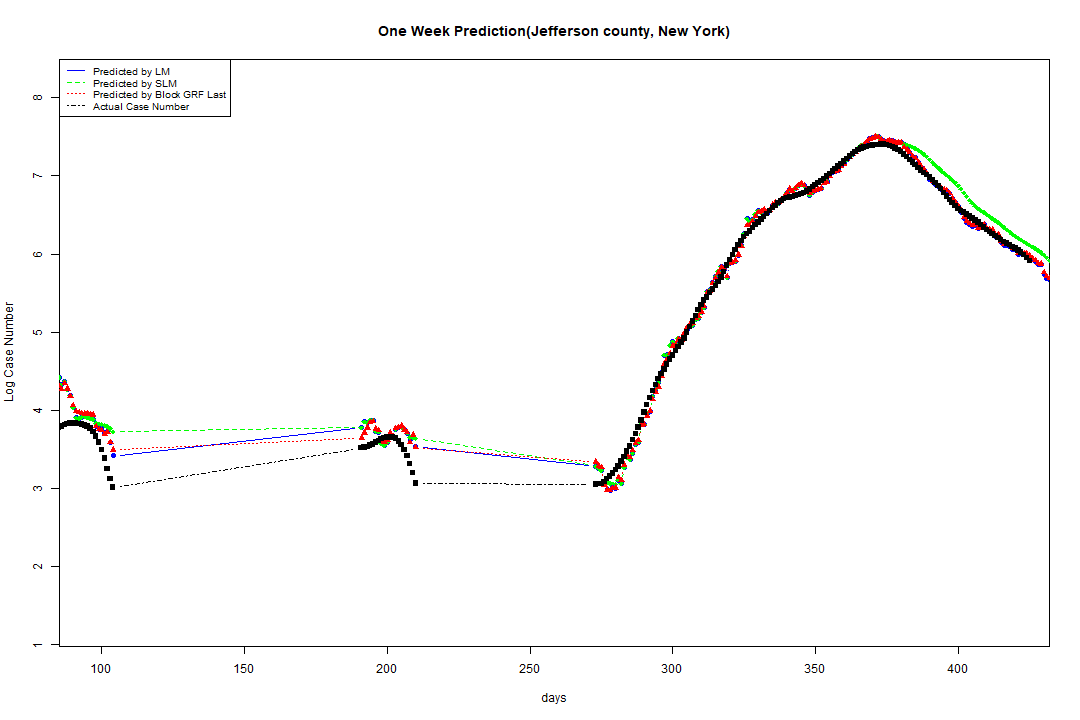 One Week Prediction(Jefferson county, New York)
Predicted by LM
Predicted by SLM
Predicted by Block GRF Last
Actual Case Number
8
7
6
5
4
3
2
1
Log Case Number
100 150 200 250 300 350 400
days